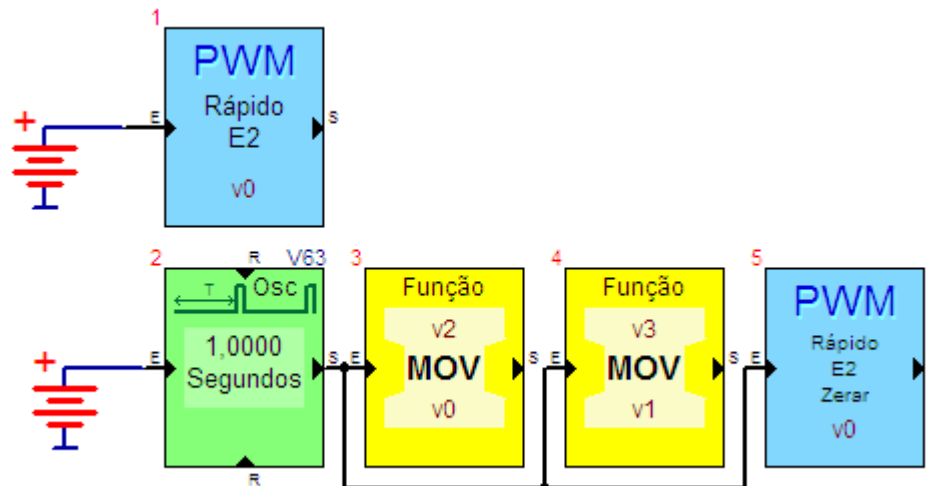 1
PWM
Rápido
E2
v0
E
S
+
2
R
V63
T
Osc
1,0000
Segundos
E
S
R
+
3
Função
v2
MOV
v0
E
S
4
Função
v3
MOV
v1
E
S
5
PWM
Rápido
E2
Zerar
v0
E